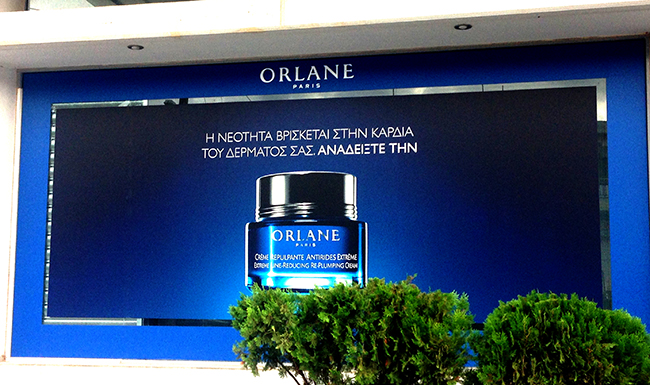 ORLANE
PARIS
Η ΝΕΟΤΗΤΑ ΒΡΙΣΚΕΤΑΙ ΣΤΗΝ ΚΑΡΔΙΑ
ΤΟΥ ΔΕΡΜΑΤΟΣ ΣΑΣ. ΑΝΑΔΕΙΞΤΕ ΤΗΝ
ORLANE
PARIS
CRÈME REPULPANTE ANTIRIDES EXTRÊME
EXTREME LINE-REDUCING RE-PLUMPING CREAM